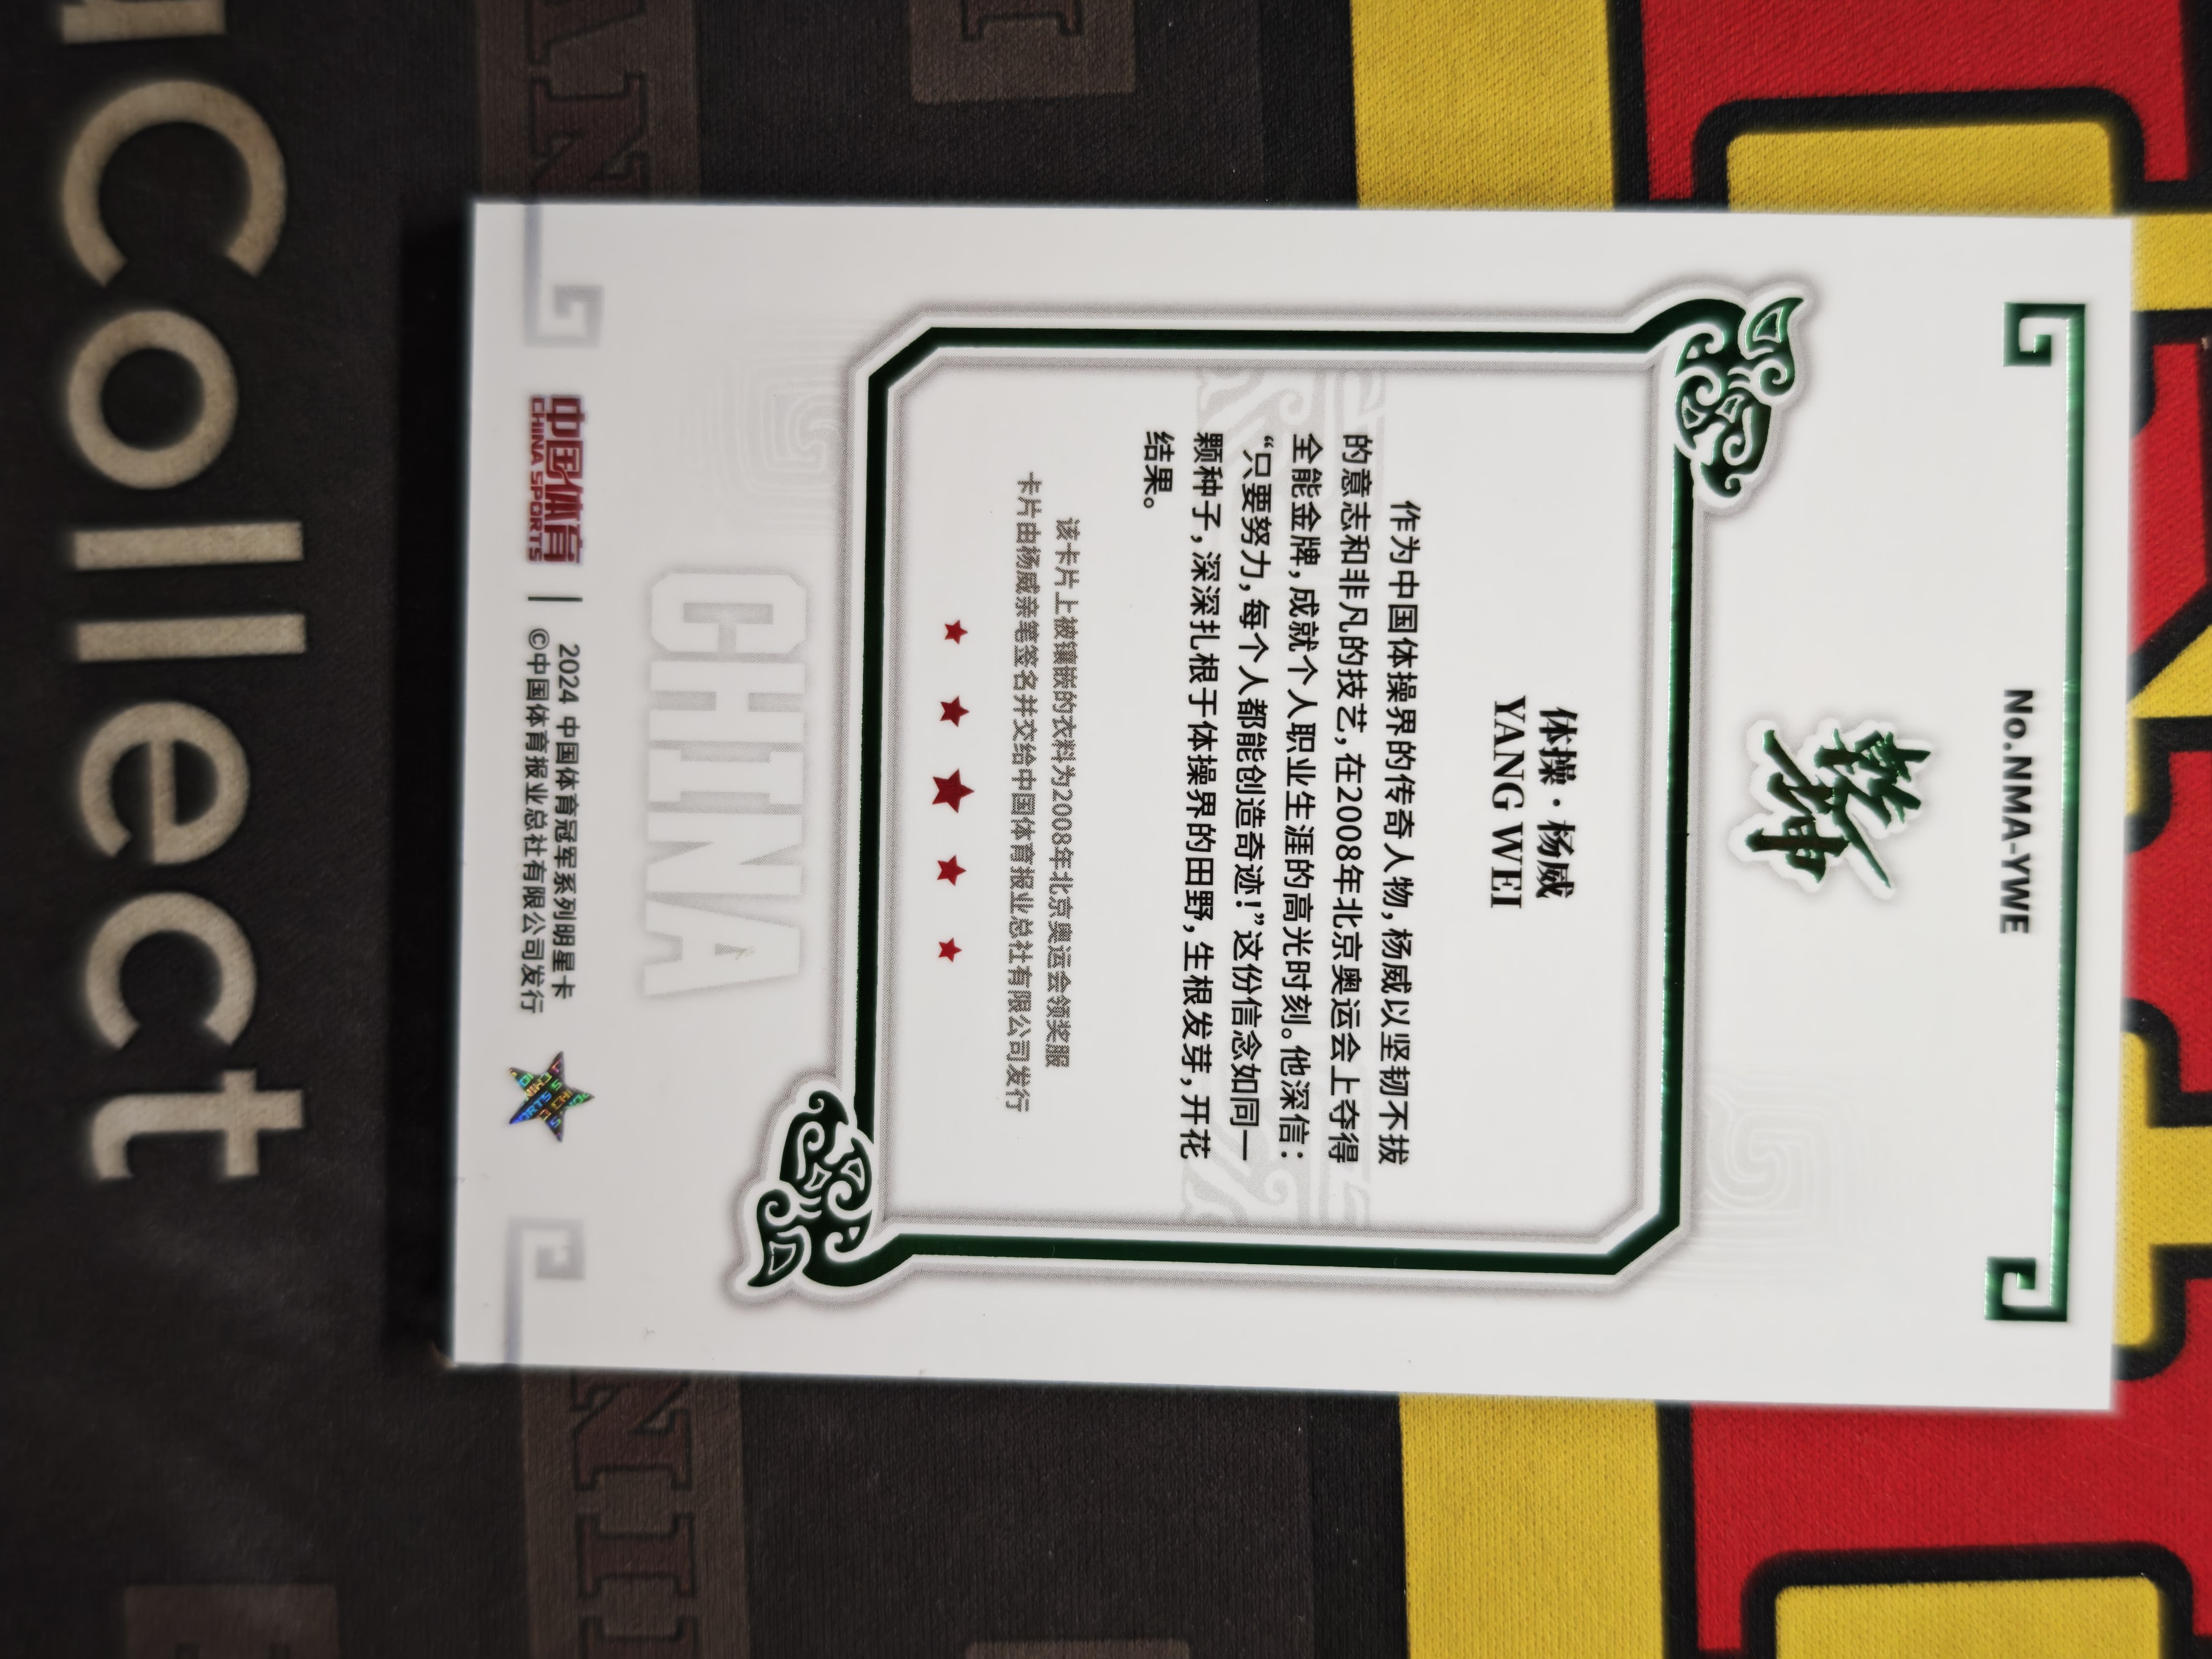 No.NMA-YWE
体操·杨威
YANG WEI
作为中国体操界的传奇人物，杨威以坚韧不拔
的意志和非凡的技艺，在2008年北京奥运会上夺得
全能金牌，成就个人职业生涯的高光时刻。他深信：
“只要努力，每个人都能创造奇迹！”这份信念如同一
颗种子，深深扎根于体操界的田野，生根发芽，开花
结果。
该卡片上被镶嵌的衣料为2008年北京奥运会领奖服
卡片由杨威亲笔签名并交给中国体育报业总社有限公司发行
CHINA
中国体育
CHINA SPORTS
2024 中国体育冠军系列明星卡
©中国体育报业总社有限公司发行
Collect